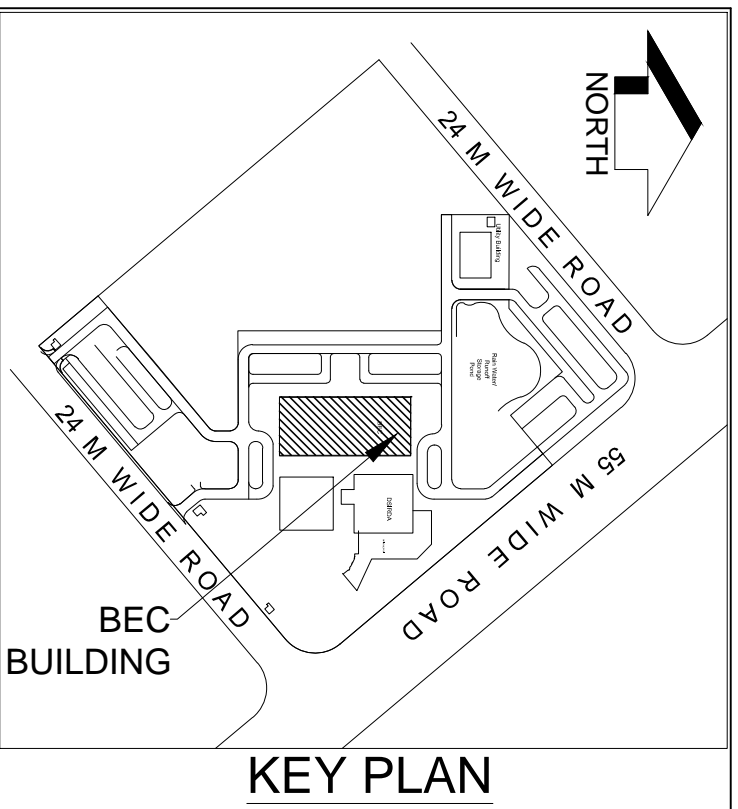 NORTH
24 M WIDE ROAD
Utility Building
Rain Water/
Runoff
Storage
Pond
55 M WIDE ROAD
24 M WIDE ROAD
BEC
BUILDING
KEY PLAN